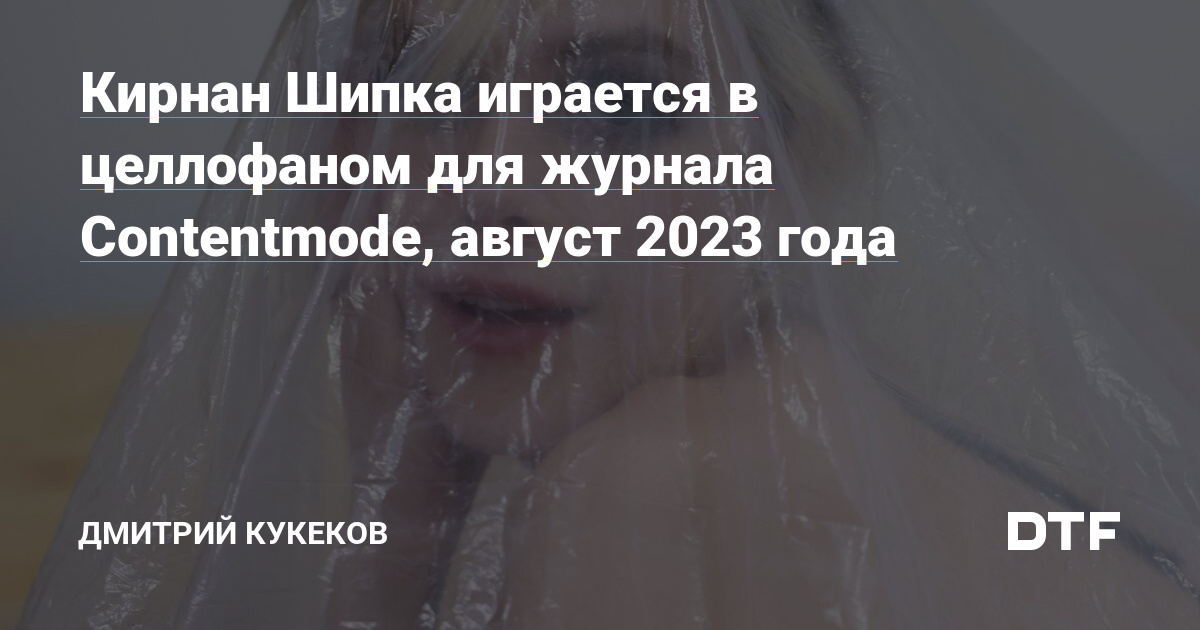 Кирнан Шипка играется в
целлофаном для журнала
Contentmode, август 2023 года
ДМИТРИЙ КУКЕКОВ
DTF